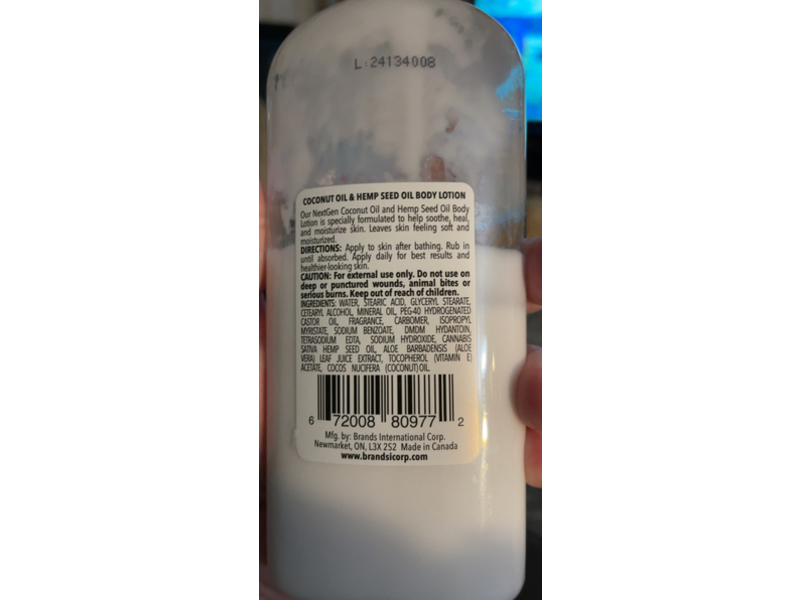 L: 24134008
COCONUT OIL & HEMP SEED OIL BODY LOTION
Our NextGen Coconut Oil and Hemp Seed Oil Body
Lotion is specially formulated to help soothe, heal,
and moisturize skin. Leaves skin feeling soft and
moisturized.
DIRECTIONS: Apply to skin after bathing. Rub in
until absorbed. Apply daily for best results and
healthier-looking skin.
CAUTION: For external use only. Do not use on
deep or punctured wounds, animal bites or
serious burns. Keep out of reach of children.
INGREDIENTS: WATER, STEARIC ACID, GLYCERYL STEARATE,
CETEARYL ALCOHOL, MINERAL OIL, PEG-40 HYDROGENATED
CASTOR OIL, FRAGRANCE, CARBOMER, ISOPROPYL
MYRISTATE, SODIUM BENZOATE, DMDM HYDANTOIN,
TETRASODIUM EDTA, SODIUM HYDROXIDE, CANNABIS
SATIVA HEMP SEED OIL, ALOE BARBADENSIS (ALOE
VERA) LEAF JUICE EXTRACT, TOCOPHEROL (VITAMIN E)
ACETATE, COCOS NUCIFERA (COCONUT) OIL.
6 72008 80977 2
Mfg. by: Brands International Corp.
Newmarket, ON, L3X 2S2 Made in Canada
www.brandsicorp.com